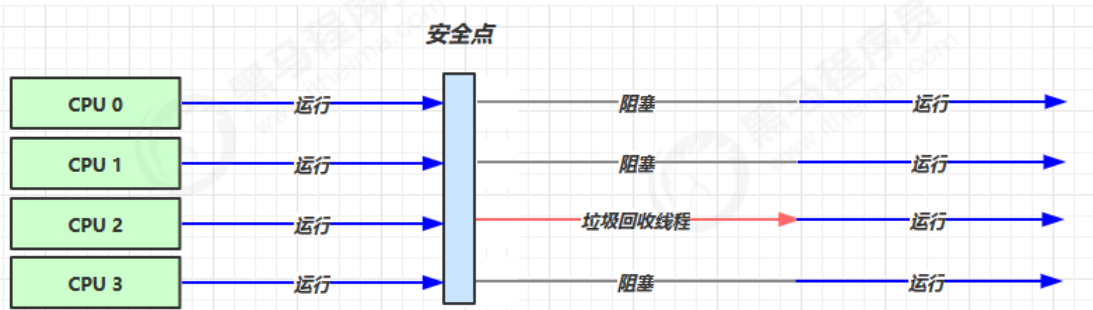 安全点
CPU 0 运行 阻塞 运行
CPU 1 运行 阻塞 运行
CPU 2 运行 垃圾回收线程 运行
CPU 3 运行 阻塞 运行
黑马程序员
www.itheima.com
黑马程序员
www.itheima.com